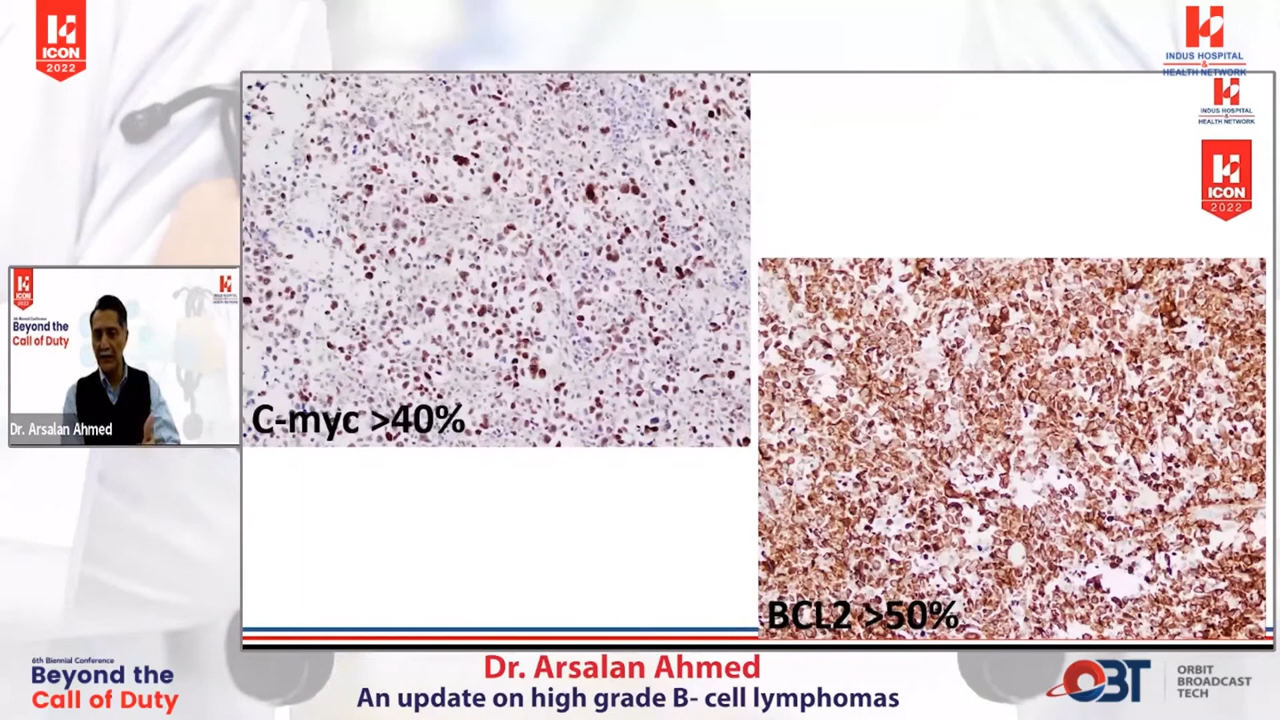 ICON
2022
INDUS HOSPITAL
&
HEALTH NETWORK
INDUS HOSPITAL
&
HEALTH NETWORK
ICON
2022
C-myc >40%
BCL2 >50%
ICON
2022
Beyond the
Call of Duty
Dr. Arsalan Ahmed
6th Biennial Conference
Beyond the
Call of Duty
Dr. Arsalan Ahmed
An update on high grade B- cell lymphomas
OBT
ORBIT
BROADCAST
TECH